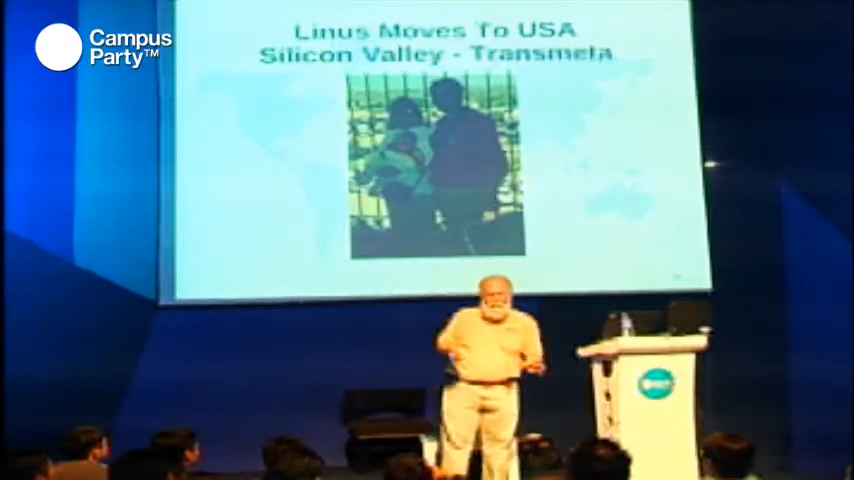 Linus Moves To USA
Silicon Valley - Transmeta
Campus
Party™